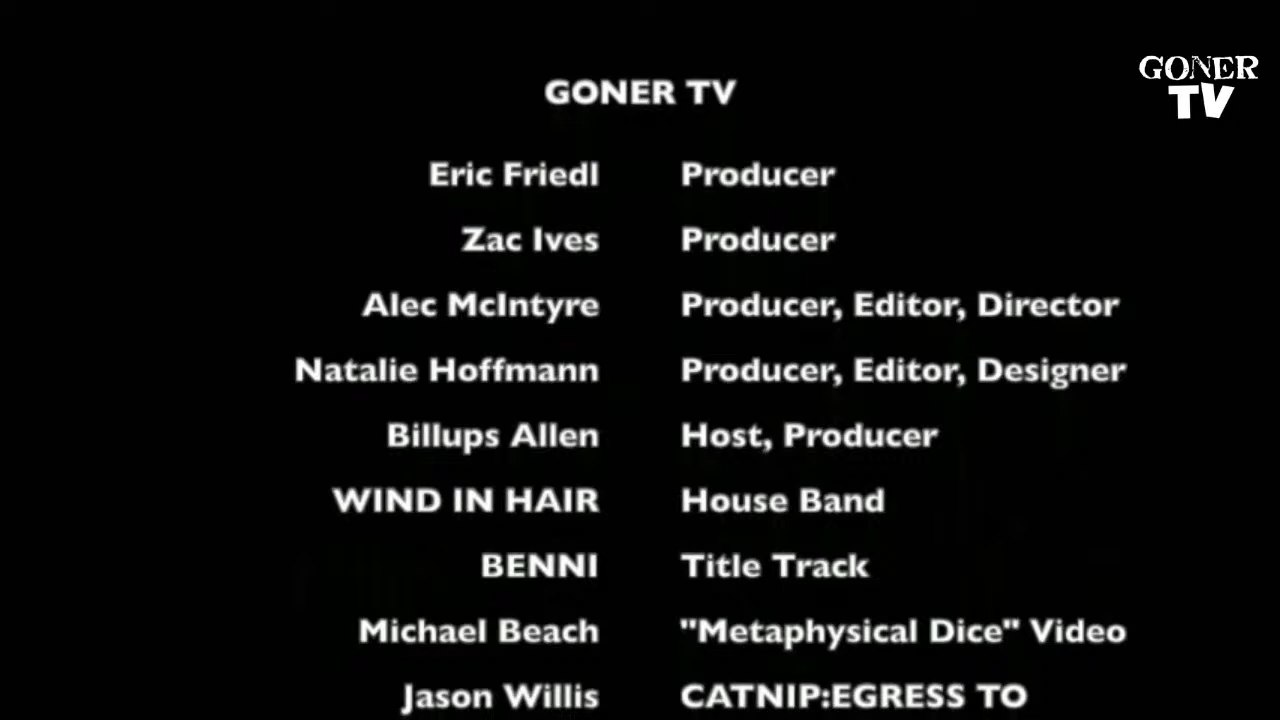 GONER TV
GONER
TV
Eric Friedl Producer
Zac Ives Producer
Alec McIntyre Producer, Editor, Director
Natalie Hoffmann Producer, Editor, Designer
Billups Allen Host, Producer
WIND IN HAIR House Band
BENNI Title Track
Michael Beach "Metaphysical Dice" Video
Jason Willis CATNIP:EGRESS TO